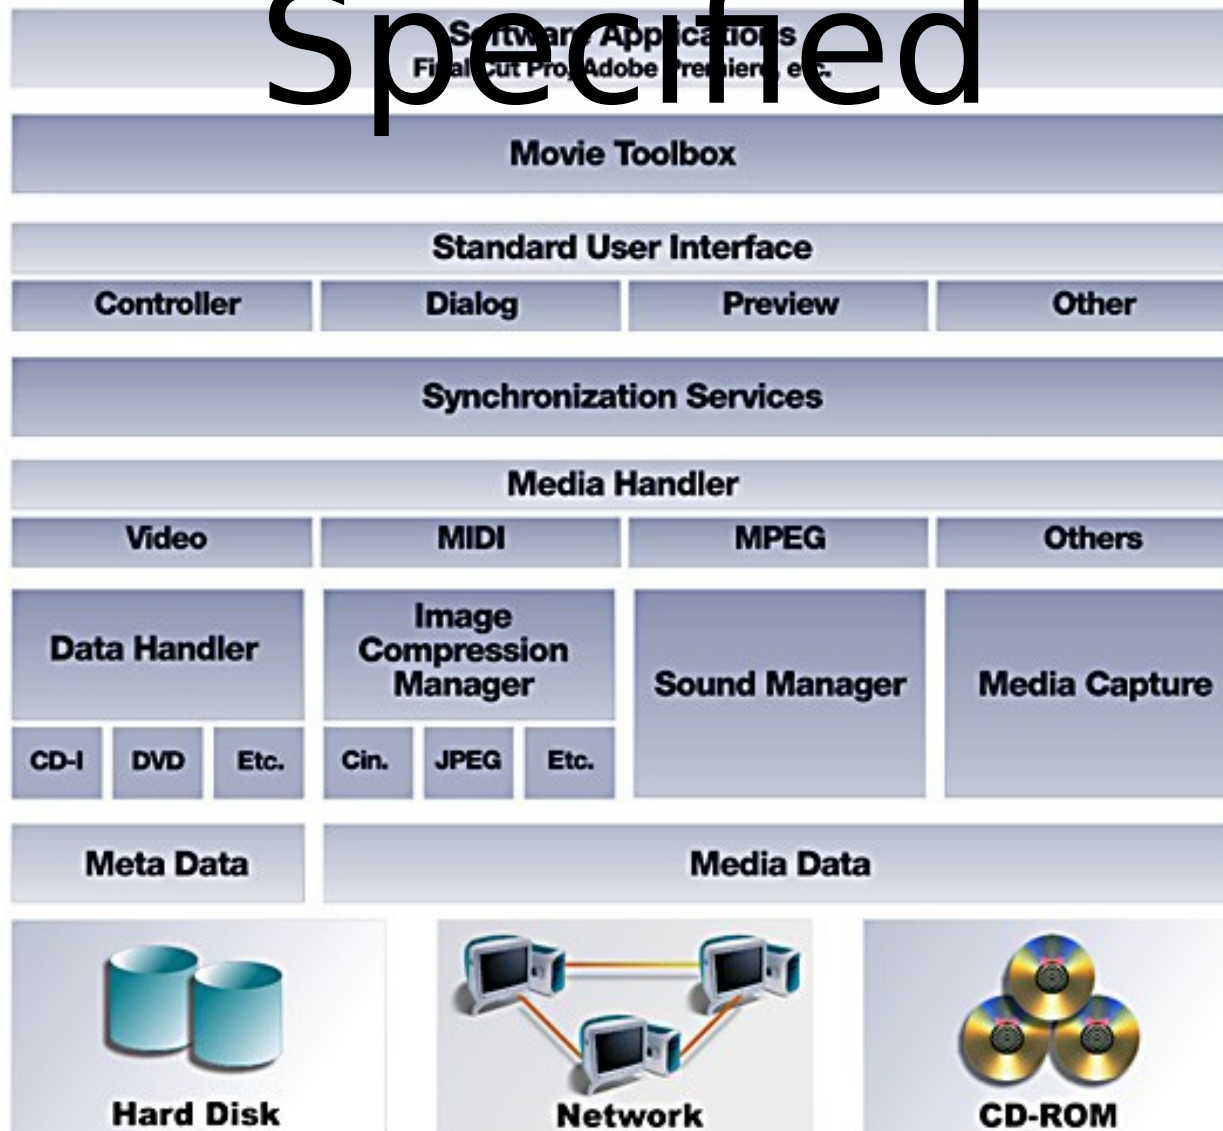 Specified
Software Applications
Final Cut Pro, Adobe Premiere, etc.
Movie Toolbox
Standard User Interface
Controller
Dialog
Preview
Other
Synchronization Services
Media Handler
Video
MIDI
MPEG
Others
Data Handler
Image
Compression
Manager
Sound Manager
Media Capture
CD-I
DVD
Etc.
Cin.
JPEG
Etc.
Meta Data
Media Data
Hard Disk
Network
CD-ROM